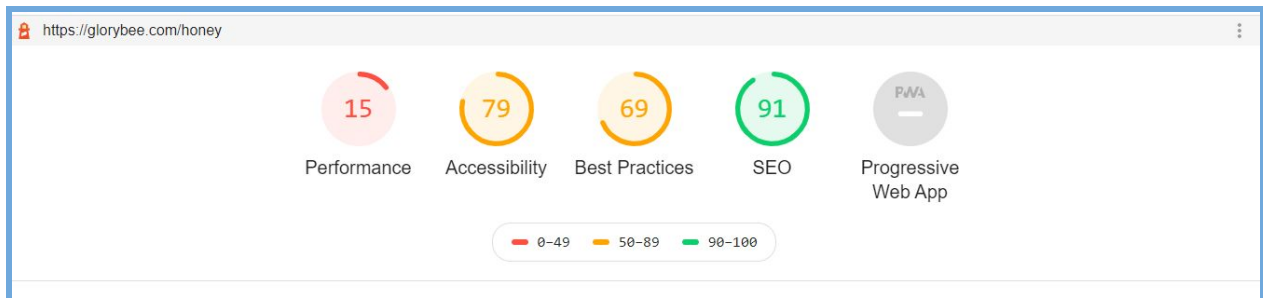 https://glorybee.com/honey
15 79 69 91 PWA
Performance Accessibility Best Practices SEO Progressive
Web App
0–49 50–89 90–100